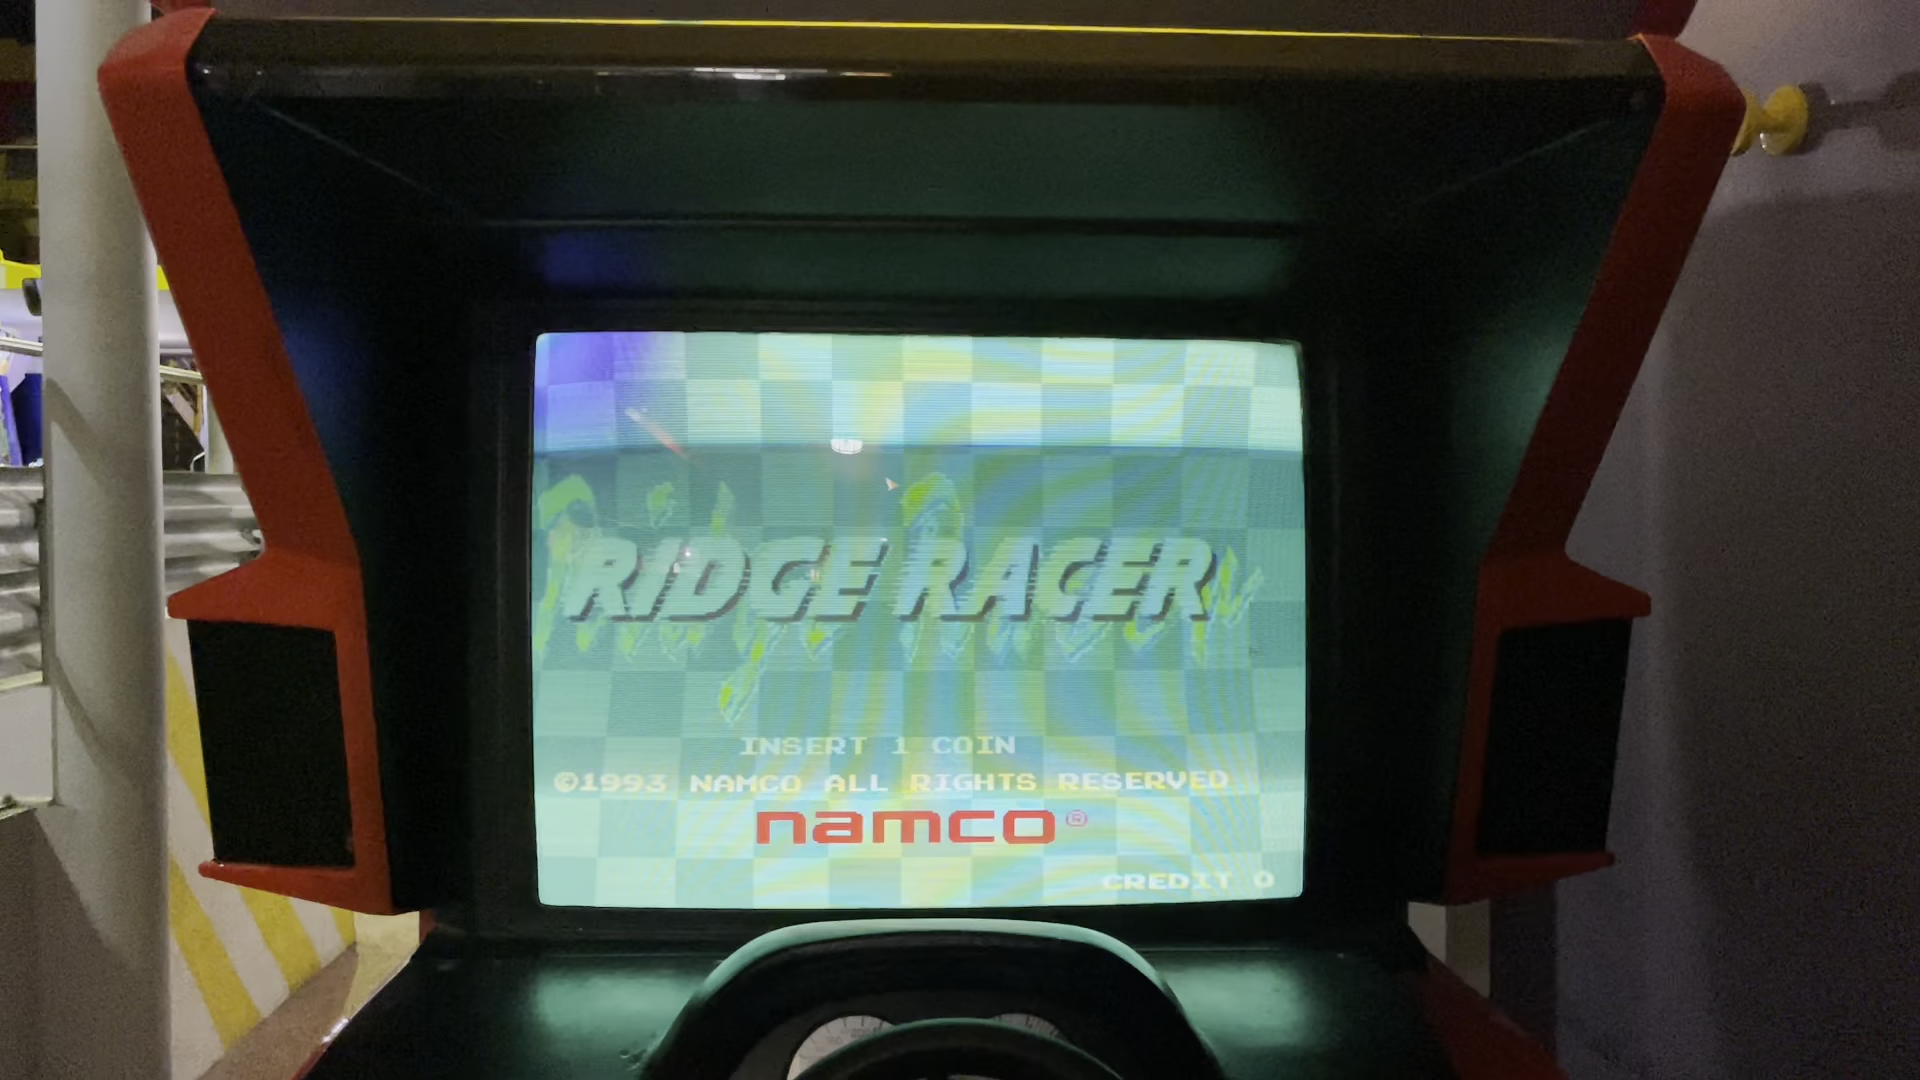 RIDGE RACER
INSERT 1 COIN
©1993 NAMCO ALL RIGHTS RESERVED
namco®
CREDIT 0